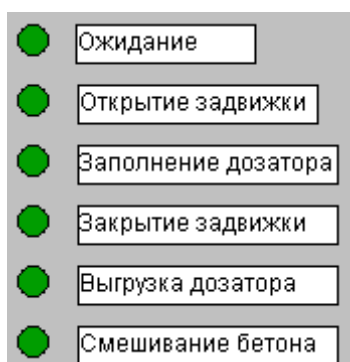 Ожидание
Открытие задвижки
Заполнение дозатора
Закрытие задвижки
Выгрузка дозатора
Смешивание бетона